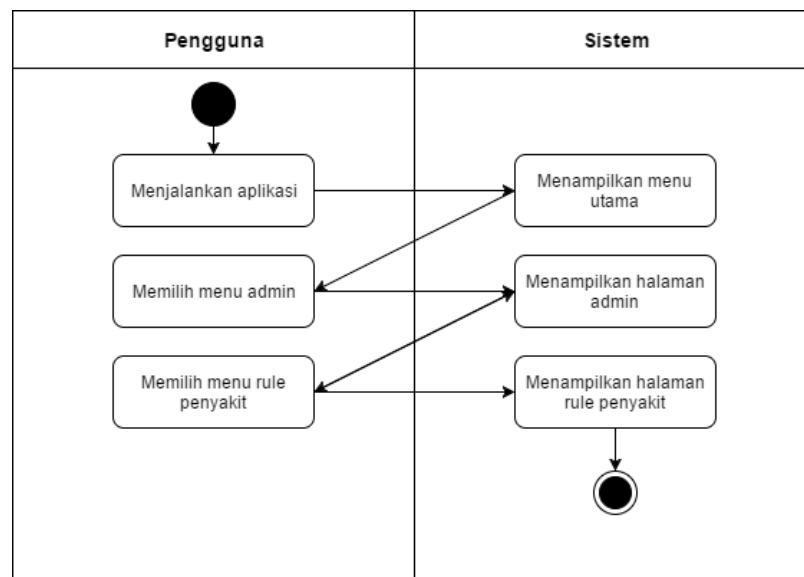 Pengguna
Sistem
Menjalankan aplikasi
Menampilkan menu
utama
Memilih menu admin
Menampilkan halaman
admin
Memilih menu rule
penyakit
Menampilkan halaman
rule penyakit